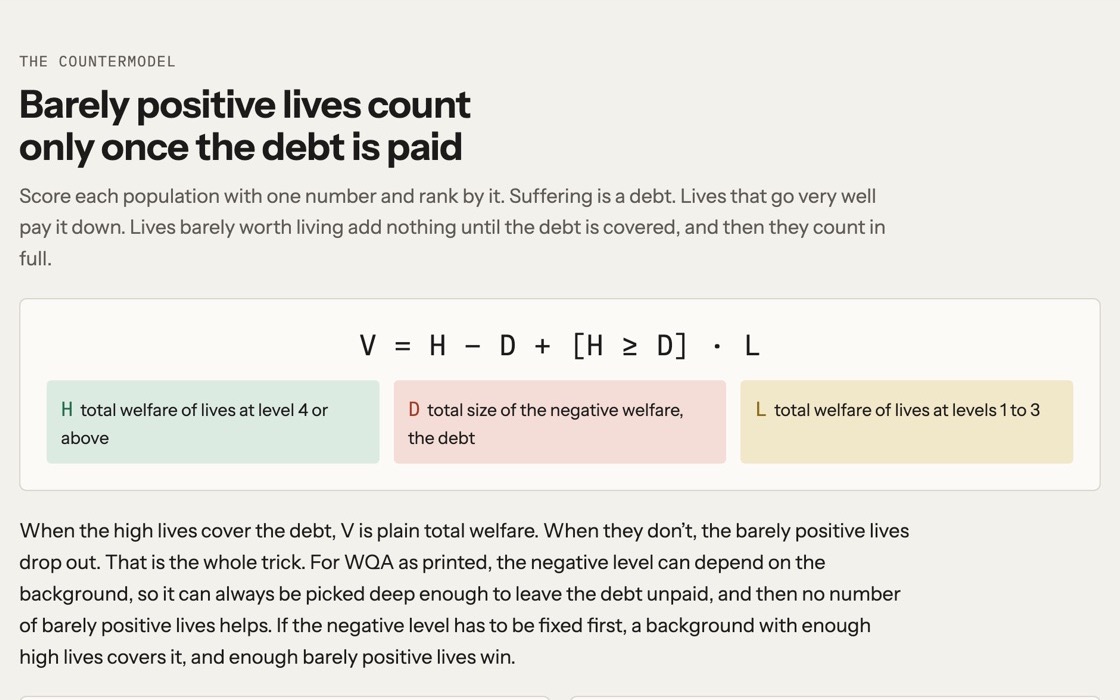 THE COUNTERMODEL
Barely positive lives count
only once the debt is paid
Score each population with one number and rank by it. Suffering is a debt. Lives that go very well
pay it down. Lives barely worth living add nothing until the debt is covered, and then they count in
full.
V = H − D + [H ≥ D] · L
H total welfare of lives at level 4 or
above
D total size of the negative welfare,
the debt
L total welfare of lives at levels 1 to 3
When the high lives cover the debt, V is plain total welfare. When they don’t, the barely positive lives
drop out. That is the whole trick. For WQA as printed, the negative level can depend on the
background, so it can always be picked deep enough to leave the debt unpaid, and then no number
of barely positive lives helps. If the negative level has to be fixed first, a background with enough
high lives covers it, and enough barely positive lives win.